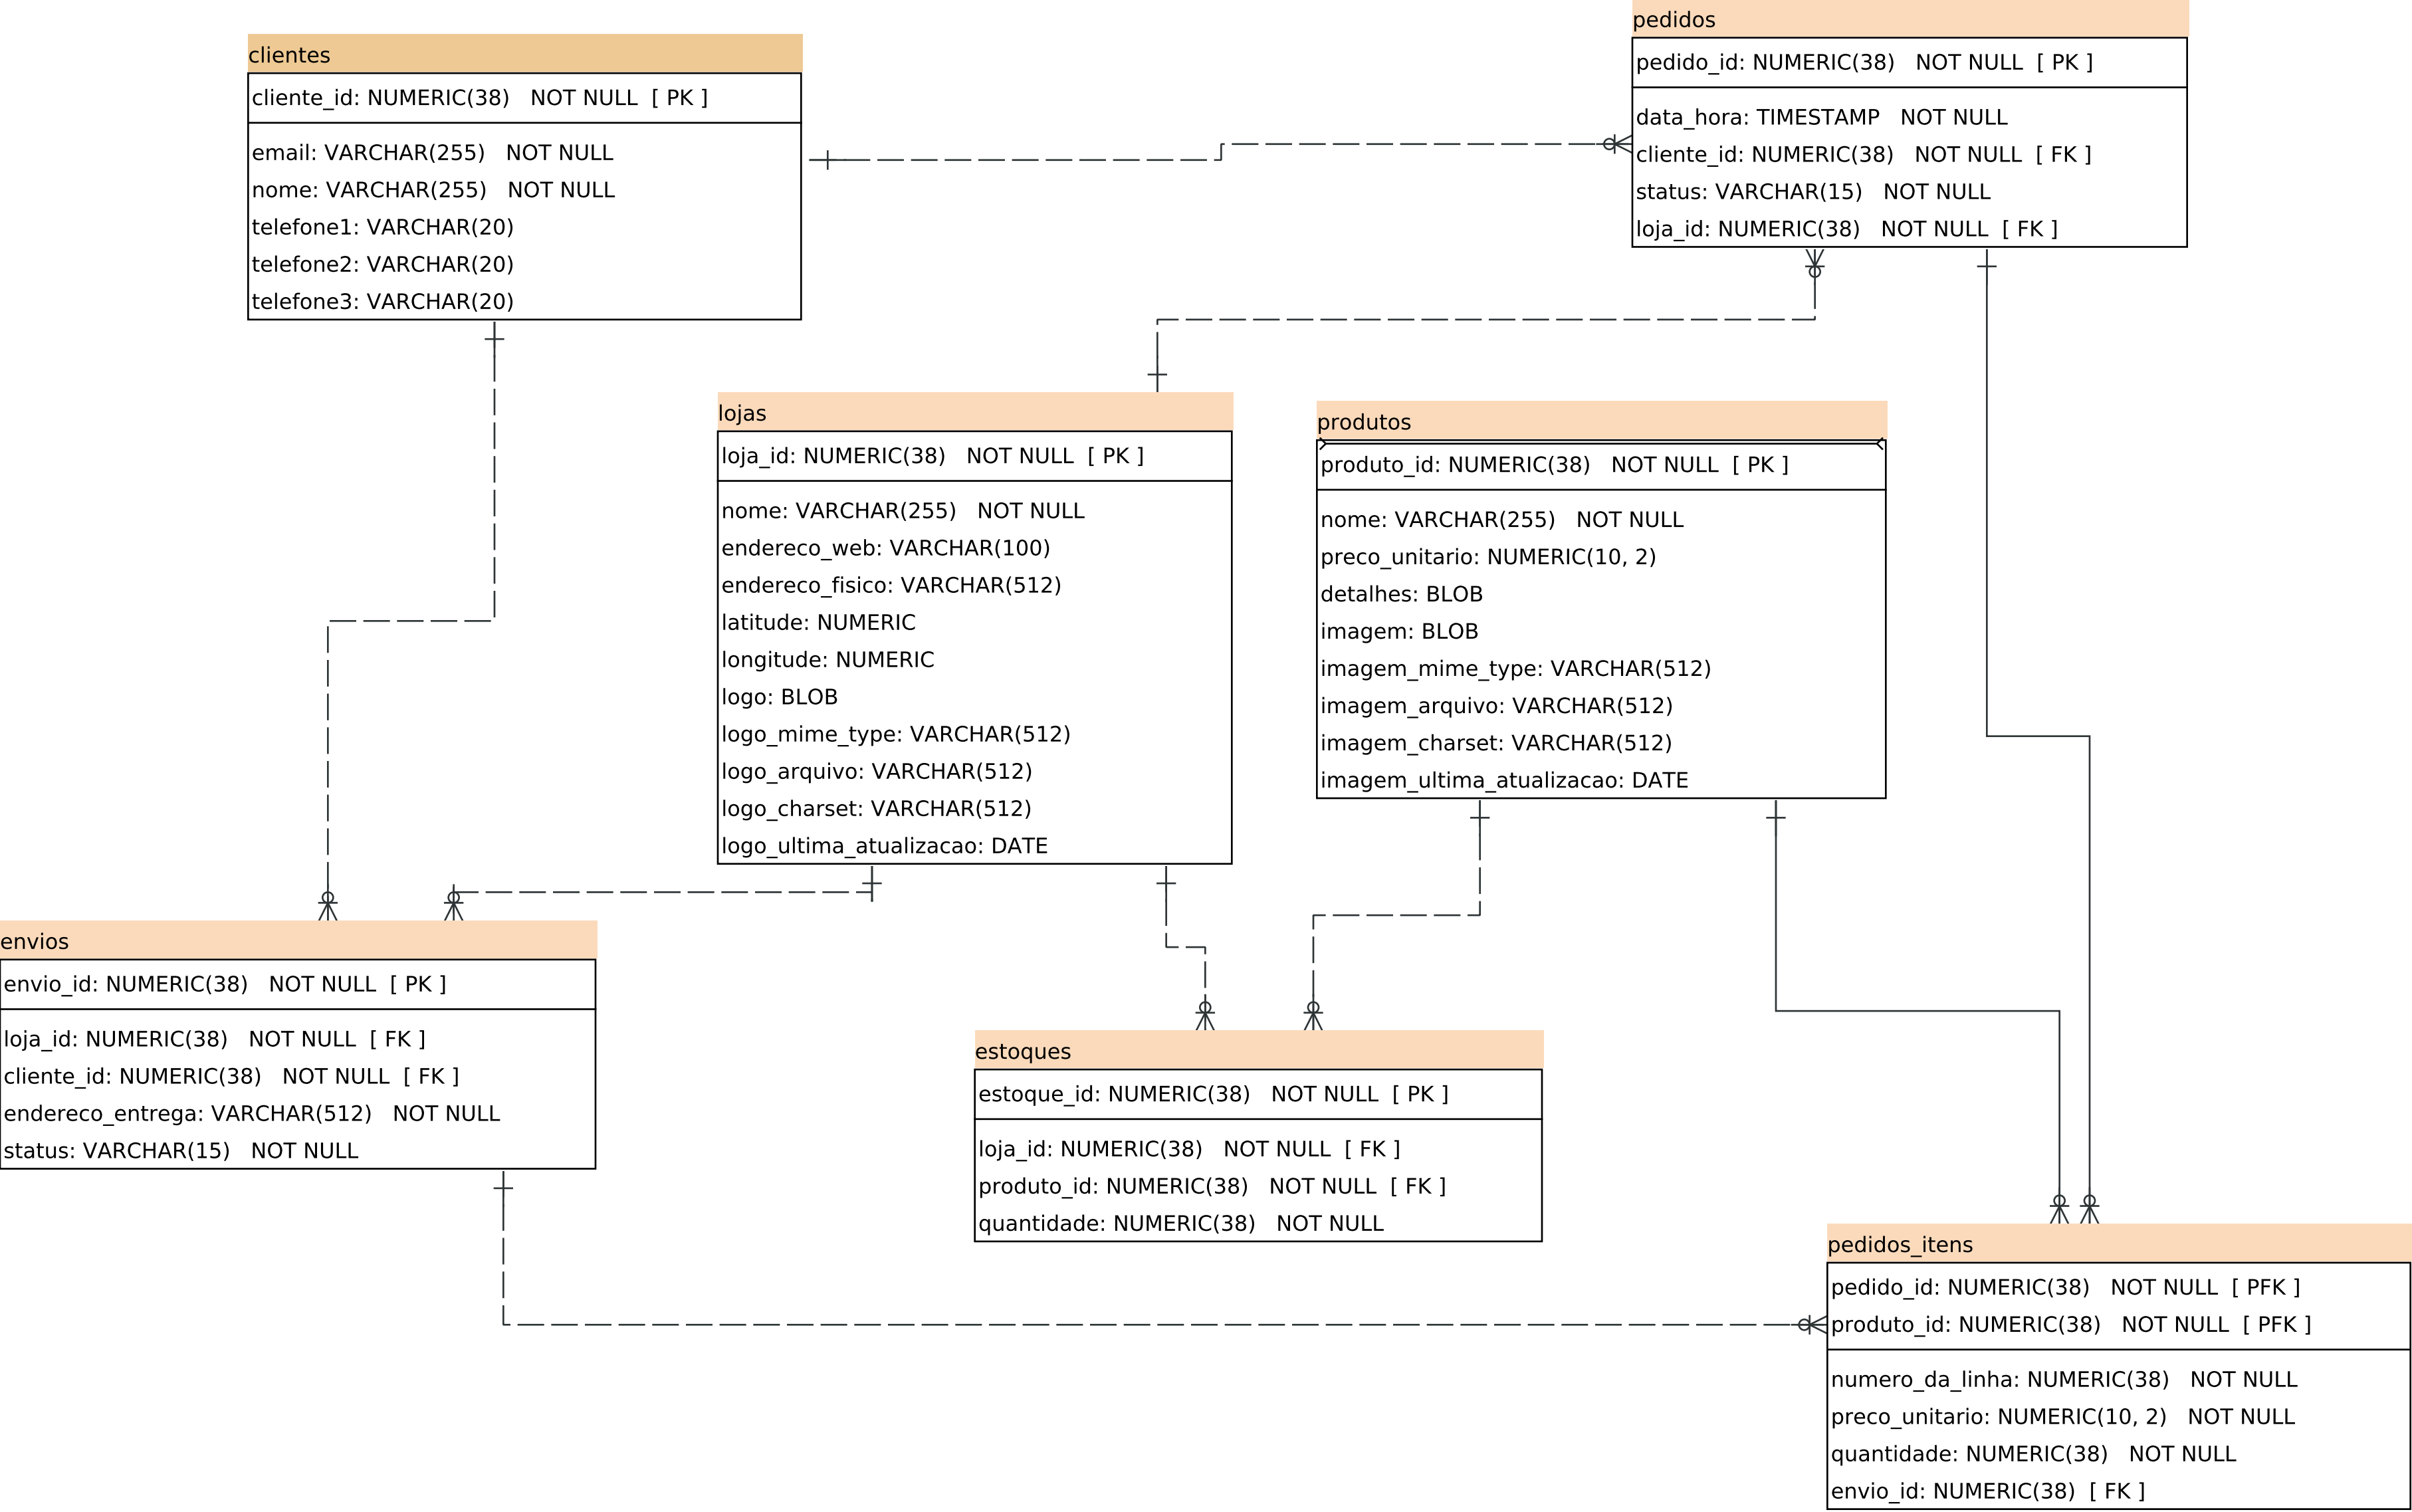 clientes
cliente_id: NUMERIC(38) NOT NULL [ PK ]
email: VARCHAR(255) NOT NULL
nome: VARCHAR(255) NOT NULL
telefone1: VARCHAR(20)
telefone2: VARCHAR(20)
telefone3: VARCHAR(20)
pedidos
pedido_id: NUMERIC(38) NOT NULL [ PK ]
data_hora: TIMESTAMP NOT NULL
cliente_id: NUMERIC(38) NOT NULL [ FK ]
status: VARCHAR(15) NOT NULL
loja_id: NUMERIC(38) NOT NULL [ FK ]
lojas
loja_id: NUMERIC(38) NOT NULL [ PK ]
nome: VARCHAR(255) NOT NULL
endereco_web: VARCHAR(100)
endereco_fisico: VARCHAR(512)
latitude: NUMERIC
longitude: NUMERIC
logo: BLOB
logo_mime_type: VARCHAR(512)
logo_arquivo: VARCHAR(512)
logo_charset: VARCHAR(512)
logo_ultima_atualizacao: DATE
produtos
produto_id: NUMERIC(38) NOT NULL [ PK ]
nome: VARCHAR(255) NOT NULL
preco_unitario: NUMERIC(10, 2)
detalhes: BLOB
imagem: BLOB
imagem_mime_type: VARCHAR(512)
imagem_arquivo: VARCHAR(512)
imagem_charset: VARCHAR(512)
imagem_ultima_atualizacao: DATE
envios
envio_id: NUMERIC(38) NOT NULL [ PK ]
loja_id: NUMERIC(38) NOT NULL [ FK ]
cliente_id: NUMERIC(38) NOT NULL [ FK ]
endereco_entrega: VARCHAR(512) NOT NULL
status: VARCHAR(15) NOT NULL
estoques
estoque_id: NUMERIC(38) NOT NULL [ PK ]
loja_id: NUMERIC(38) NOT NULL [ FK ]
produto_id: NUMERIC(38) NOT NULL [ FK ]
quantidade: NUMERIC(38) NOT NULL
pedidos_itens
pedido_id: NUMERIC(38) NOT NULL [ PFK ]
produto_id: NUMERIC(38) NOT NULL [ PFK ]
numero_da_linha: NUMERIC(38) NOT NULL
preco_unitario: NUMERIC(10, 2) NOT NULL
quantidade: NUMERIC(38) NOT NULL
envio_id: NUMERIC(38) [ FK ]